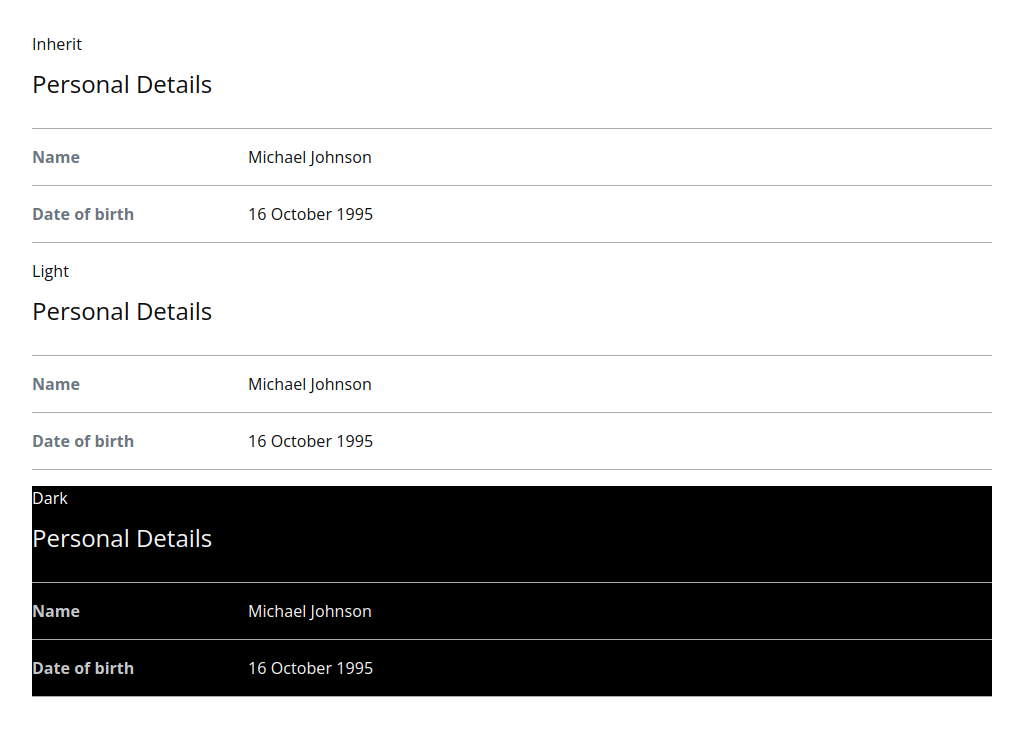 Inherit
Personal Details
Name Michael Johnson
Date of birth 16 October 1995
Light
Personal Details
Name Michael Johnson
Date of birth 16 October 1995
Dark
Personal Details
Name Michael Johnson
Date of birth 16 October 1995